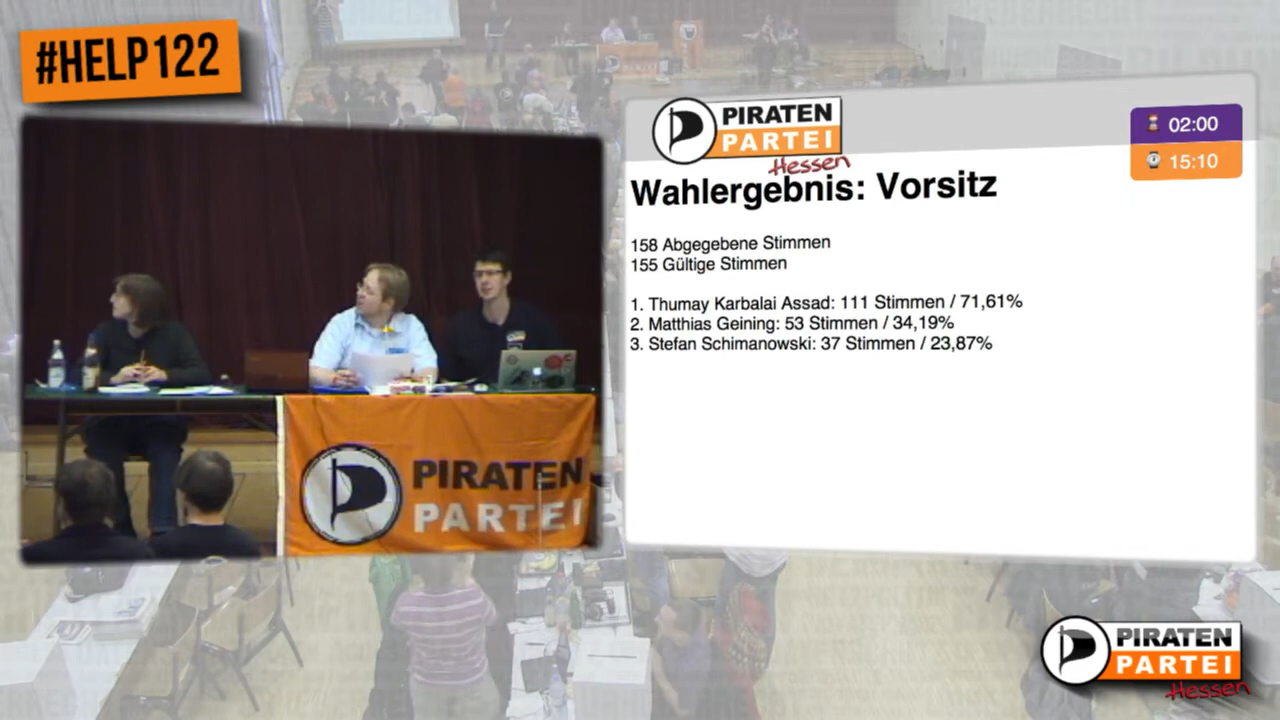 #HELP122
PIRATEN
PARTEI
Hessen
02:00
15:10
Wahlergebnis: Vorsitz
158 Abgegebene Stimmen
155 Gültige Stimmen
1. Thumay Karbalai Assad: 111 Stimmen / 71,61%
2. Matthias Geining: 53 Stimmen / 34,19%
3. Stefan Schimanowski: 37 Stimmen / 23,87%
PIRATEN
PARTEI
PIRATEN
PARTEI
Hessen